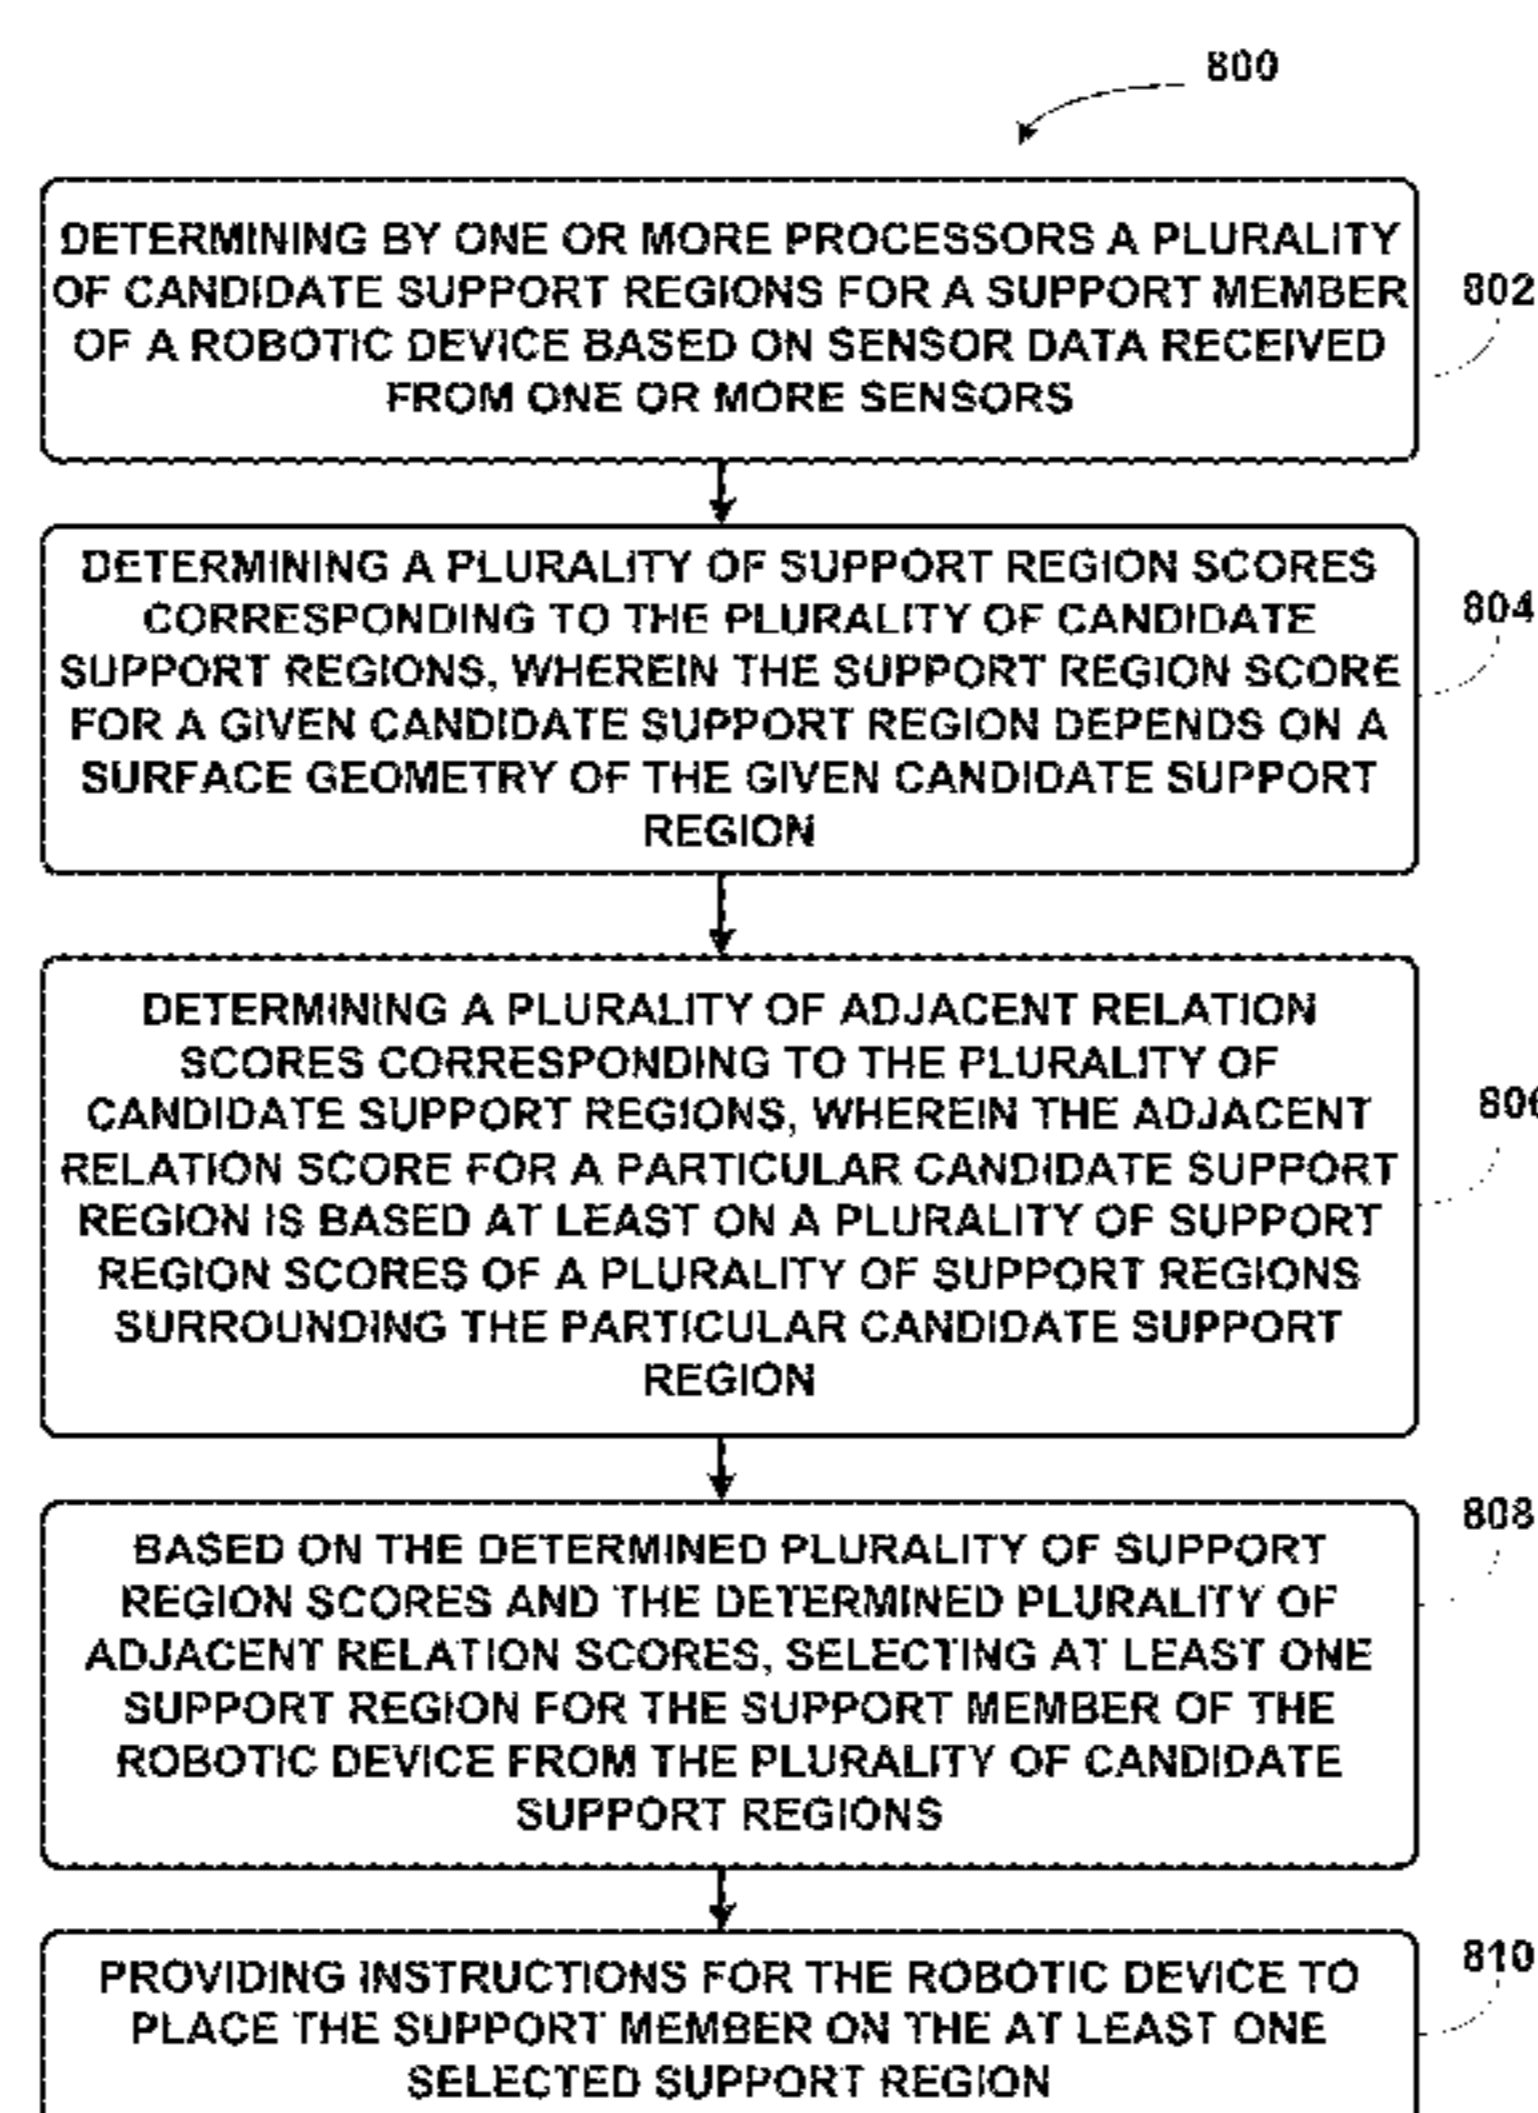 800
DETERMINING BY ONE OR MORE PROCESSORS A PLURALITY
OF CANDIDATE SUPPORT REGIONS FOR A SUPPORT MEMBER
OF A ROBOTIC DEVICE BASED ON SENSOR DATA RECEIVED
FROM ONE OR MORE SENSORS
802
DETERMINING A PLURALITY OF SUPPORT REGION SCORES
CORRESPONDING TO THE PLURALITY OF CANDIDATE
SUPPORT REGIONS, WHEREIN THE SUPPORT REGION SCORE
FOR A GIVEN CANDIDATE SUPPORT REGION DEPENDS ON A
SURFACE GEOMETRY OF THE GIVEN CANDIDATE SUPPORT
REGION
804
DETERMINING A PLURALITY OF ADJACENT RELATION
SCORES CORRESPONDING TO THE PLURALITY OF
CANDIDATE SUPPORT REGIONS, WHEREIN THE ADJACENT
RELATION SCORE FOR A PARTICULAR CANDIDATE SUPPORT
REGION IS BASED AT LEAST ON A PLURALITY OF SUPPORT
REGION SCORES OF A PLURALITY OF SUPPORT REGIONS
SURROUNDING THE PARTICULAR CANDIDATE SUPPORT
REGION
806
BASED ON THE DETERMINED PLURALITY OF SUPPORT
REGION SCORES AND THE DETERMINED PLURALITY OF
ADJACENT RELATION SCORES, SELECTING AT LEAST ONE
SUPPORT REGION FOR THE SUPPORT MEMBER OF THE
ROBOTIC DEVICE FROM THE PLURALITY OF CANDIDATE
SUPPORT REGIONS
808
PROVIDING INSTRUCTIONS FOR THE ROBOTIC DEVICE TO
PLACE THE SUPPORT MEMBER ON THE AT LEAST ONE
SELECTED SUPPORT REGION
810